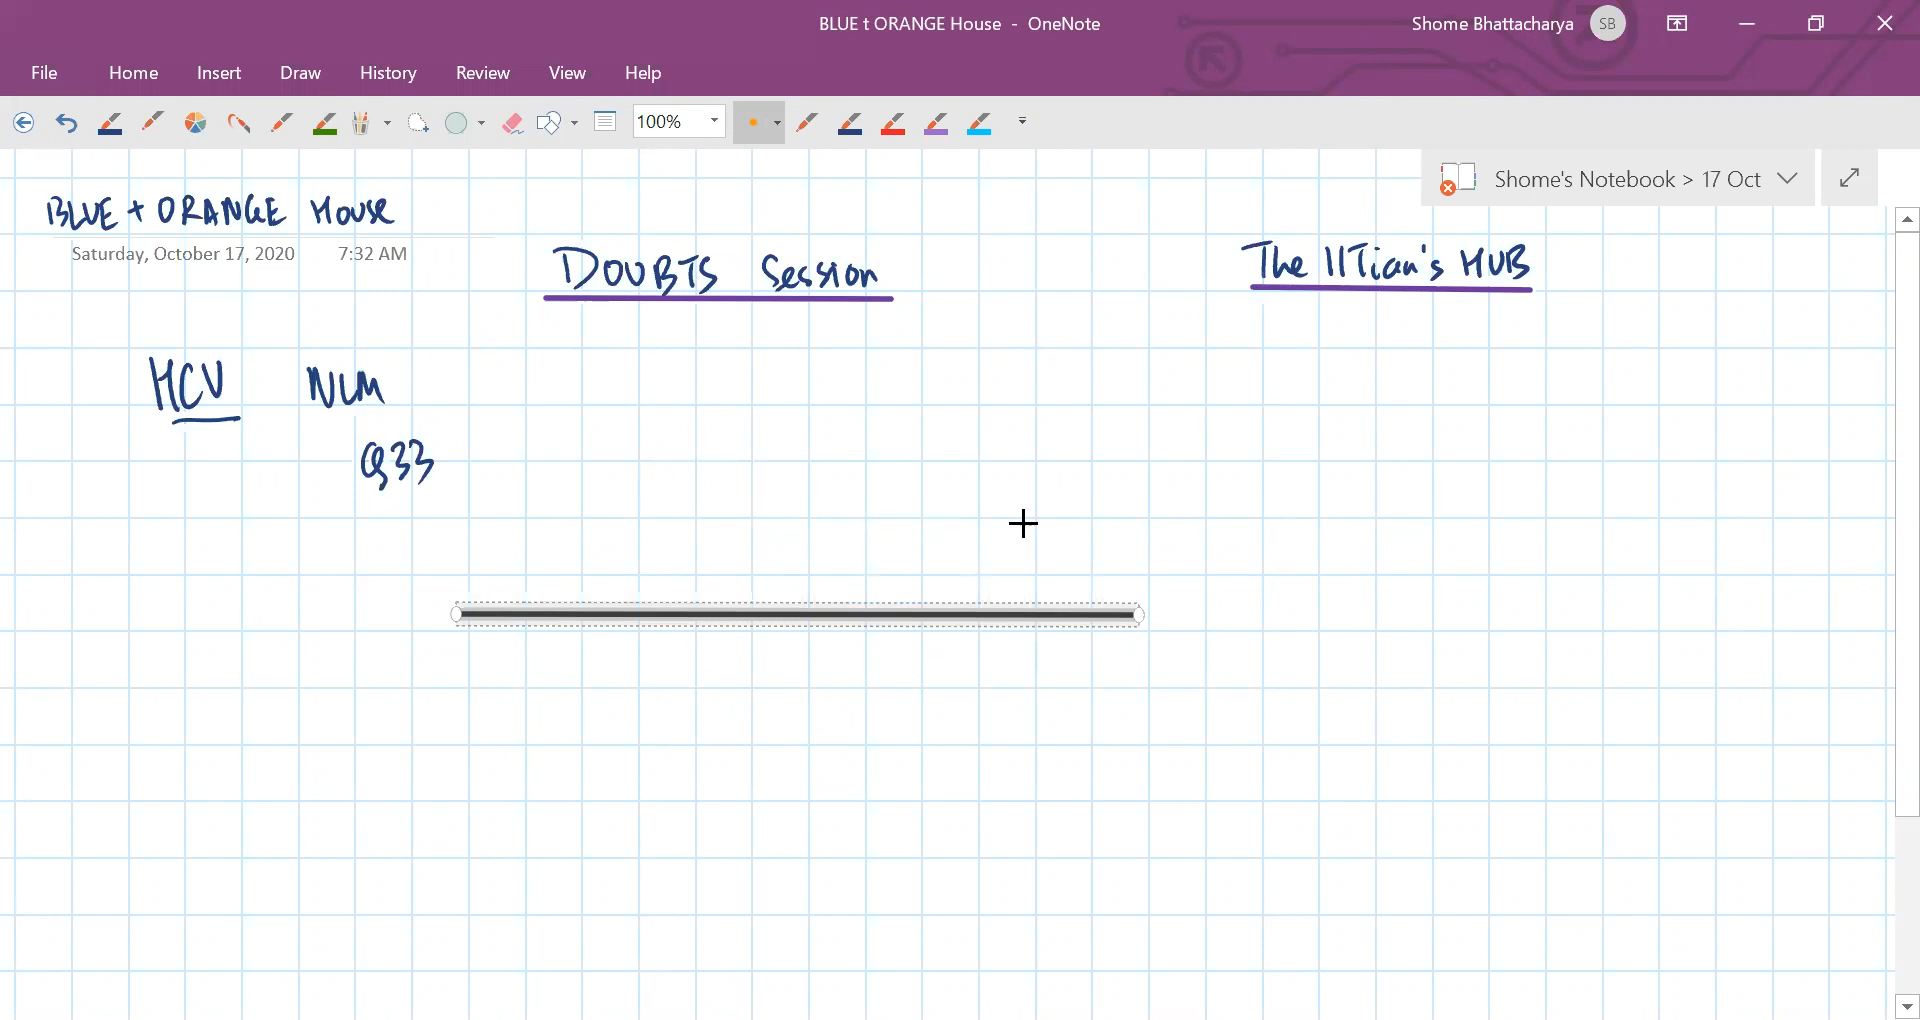 BLUE t ORANGE House - OneNote
Shome Bhattacharya SB
File Home Insert Draw History Review View Help
100%
Shome's Notebook > 17 Oct
BLUE + ORANGE House
Saturday, October 17, 2020 7:32 AM
DOUBTS Session
The IITian's HUB
HCV NLM
Q33